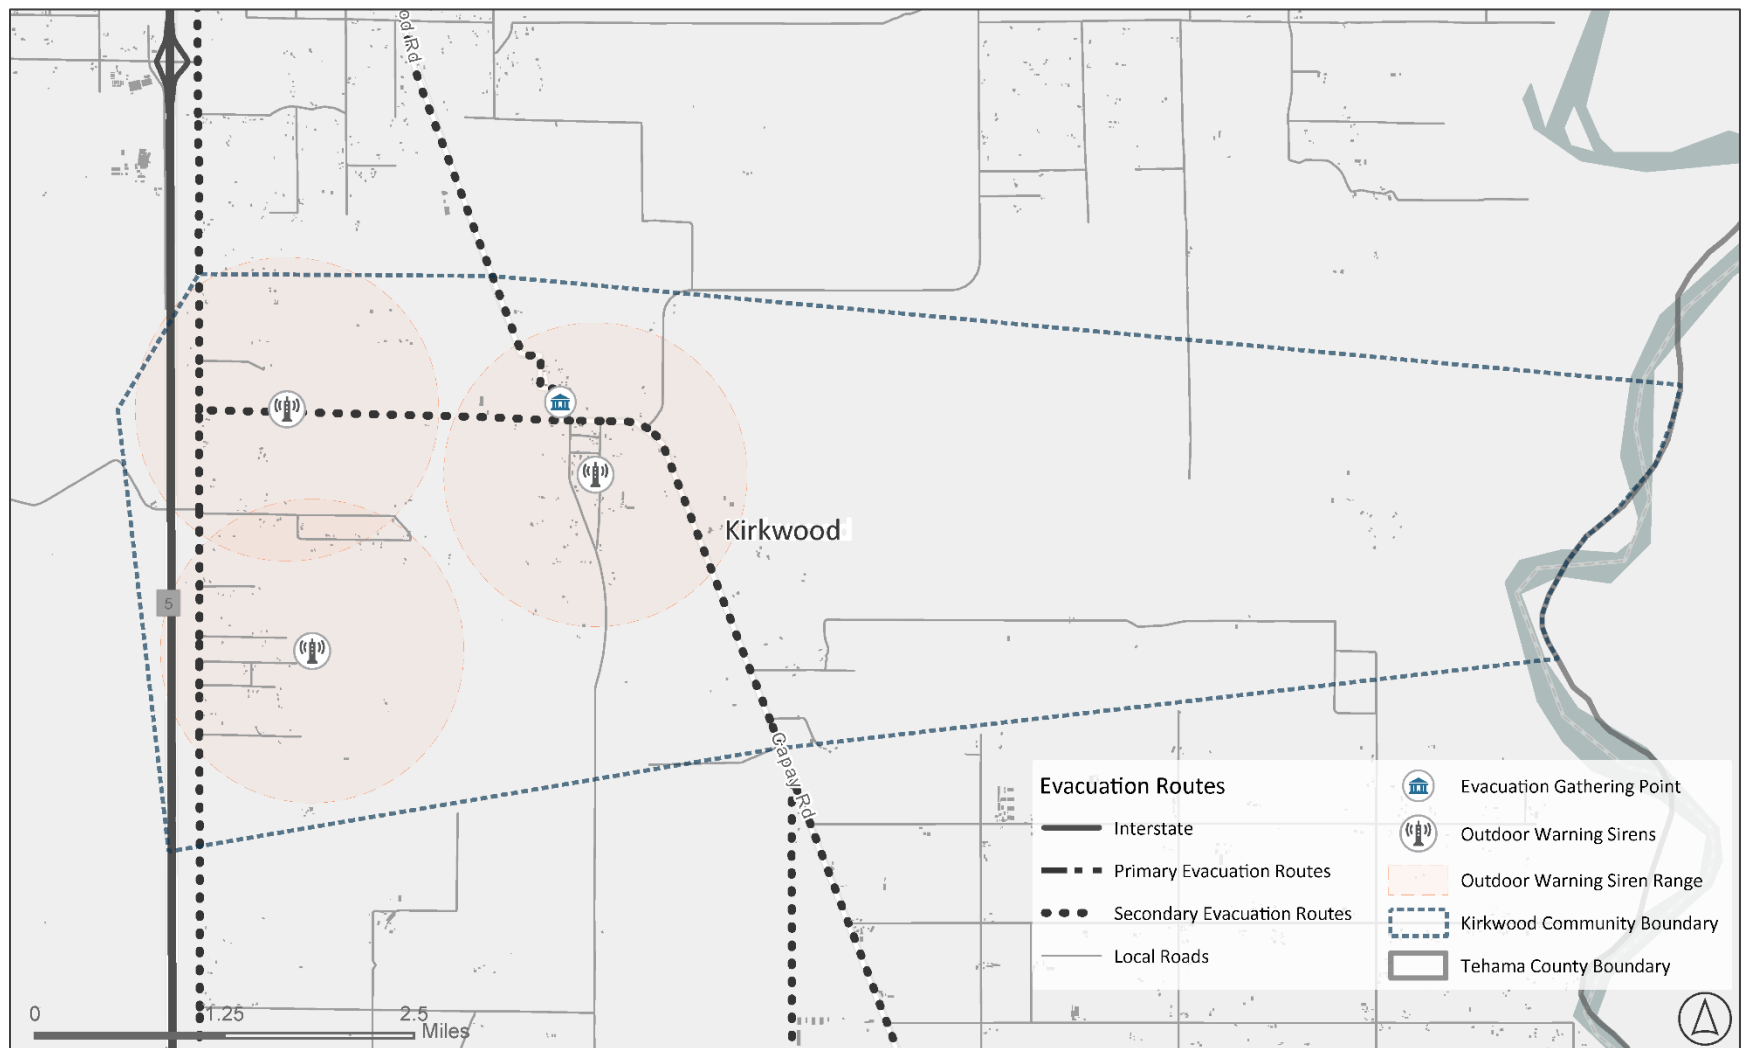 od Rd
Kirkwood
5
Capay Rd
Evacuation Routes
Interstate
Primary Evacuation Routes
Secondary Evacuation Routes
Local Roads
Evacuation Gathering Point
Outdoor Warning Sirens
Outdoor Warning Siren Range
Kirkwood Community Boundary
Tehama County Boundary
0 1.25 2.5
Miles